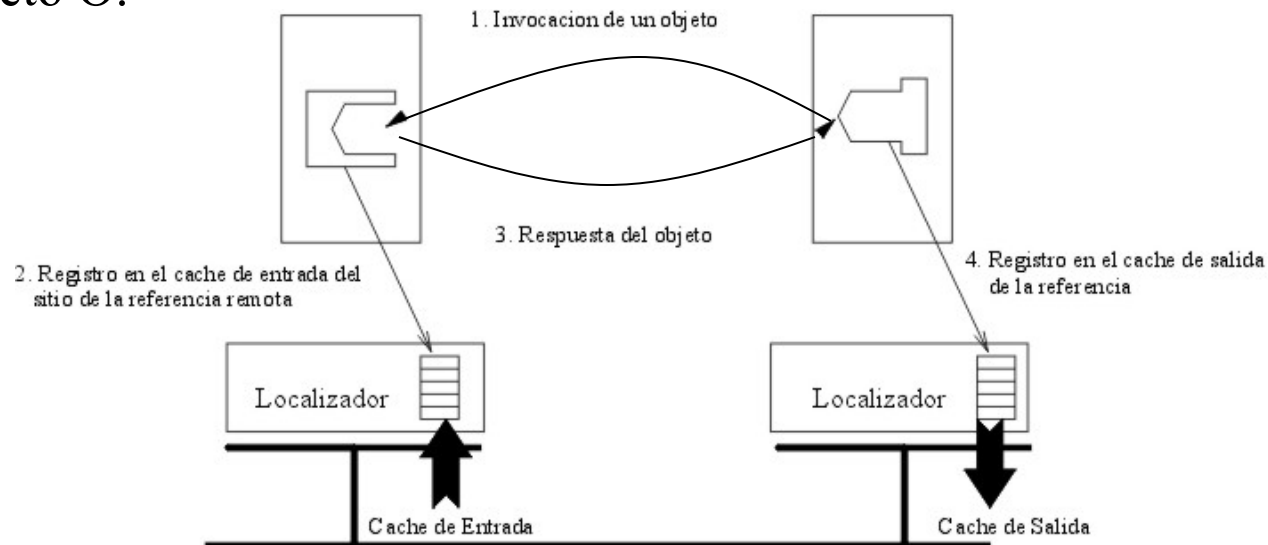 1. Invocacion de un objeto
3. Respuesta del objeto
2. Registro en el cache de entrada del
sitio de la referencia remota
4. Registro en el cache de salida
de la referencia
Localizador
Localizador
Cache de Entrada
Cache de Salida